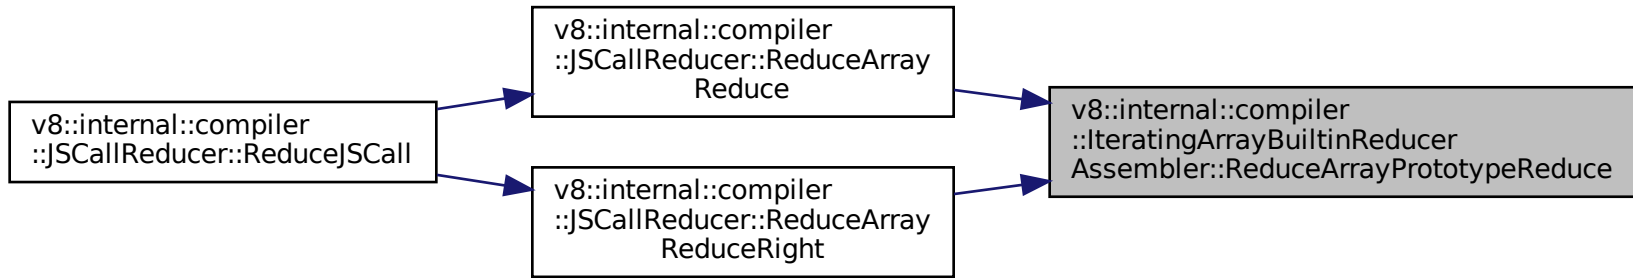 v8::internal::compiler
::JSCallReducer::ReduceJSCall
v8::internal::compiler
::JSCallReducer::ReduceArray
Reduce
v8::internal::compiler
::JSCallReducer::ReduceArray
ReduceRight
v8::internal::compiler
::IteratingArrayBuiltinReducer
Assembler::ReduceArrayPrototypeReduce